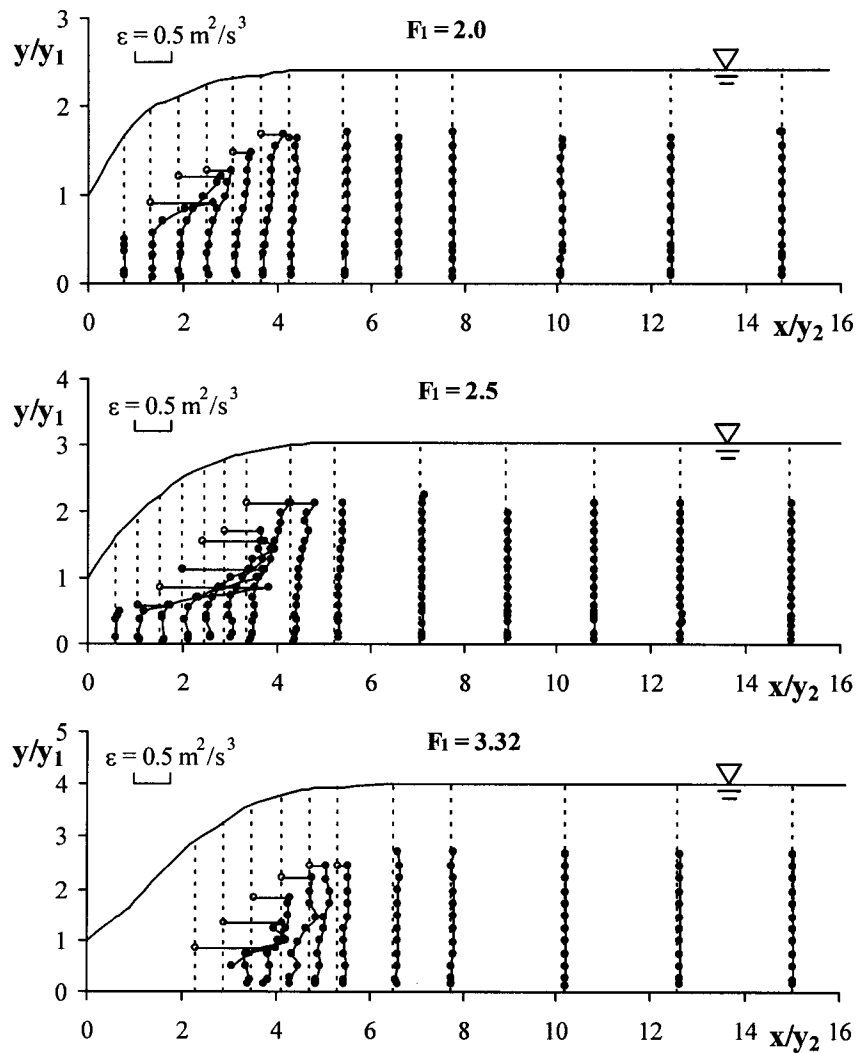 y/y₁
ε = 0.5 m²/s³
F₁ = 2.0
3
2
1
0
0 2 4 6 8 10 12 14 16
x/y₂
y/y₁
ε = 0.5 m²/s³
F₁ = 2.5
4
3
2
1
0
0 2 4 6 8 10 12 14 16
x/y₂
y/y₁
ε = 0.5 m²/s³
F₁ = 3.32
5
4
3
2
1
0
0 2 4 6 8 10 12 14 16
x/y₂